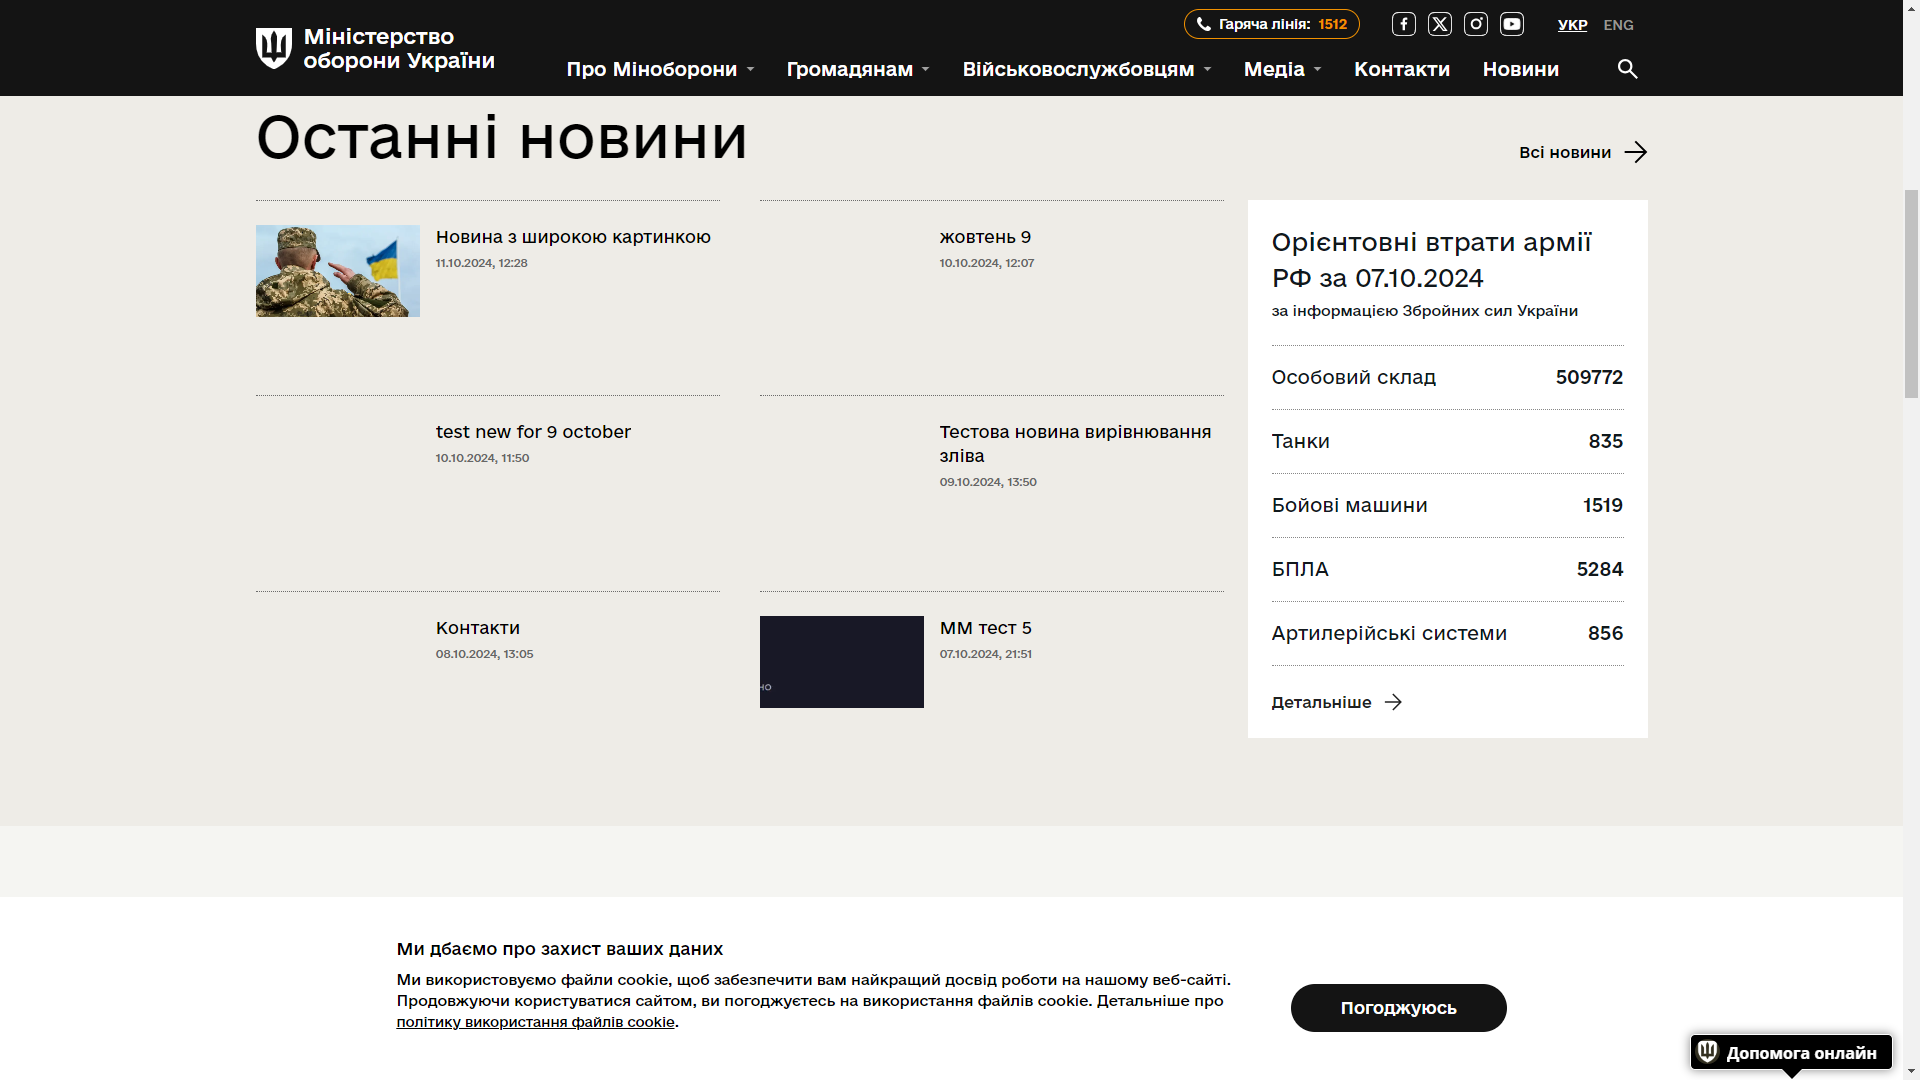 Міністерство
оборони України
Гаряча лінія: 1512
УКР ENG
Про Міноборони Громадянам Військовослужбовцям Медіа Контакти Новини
Останні новини
Всі новини
Новина з широкою картинкою
11.10.2024, 12:28
жовтень 9
10.10.2024, 12:07
test new for 9 october
10.10.2024, 11:50
Тестова новина вирівнювання
зліва
09.10.2024, 13:50
Контакти
08.10.2024, 13:05
но
ММ тест 5
07.10.2024, 21:51
Орієнтовні втрати армії
РФ за 07.10.2024
за інформацією Збройних сил України
Особовий склад 509772
Танки 835
Бойові машини 1519
БПЛА 5284
Артилерійські системи 856
Детальніше
Ми дбаємо про захист ваших даних
Ми використовуємо файли cookie, щоб забезпечити вам найкращий досвід роботи на нашому веб-сайті.
Продовжуючи користуватися сайтом, ви погоджуєтесь на використання файлів cookie. Детальніше про
політику використання файлів cookie.
Погоджуюсь
Допомога онлайн